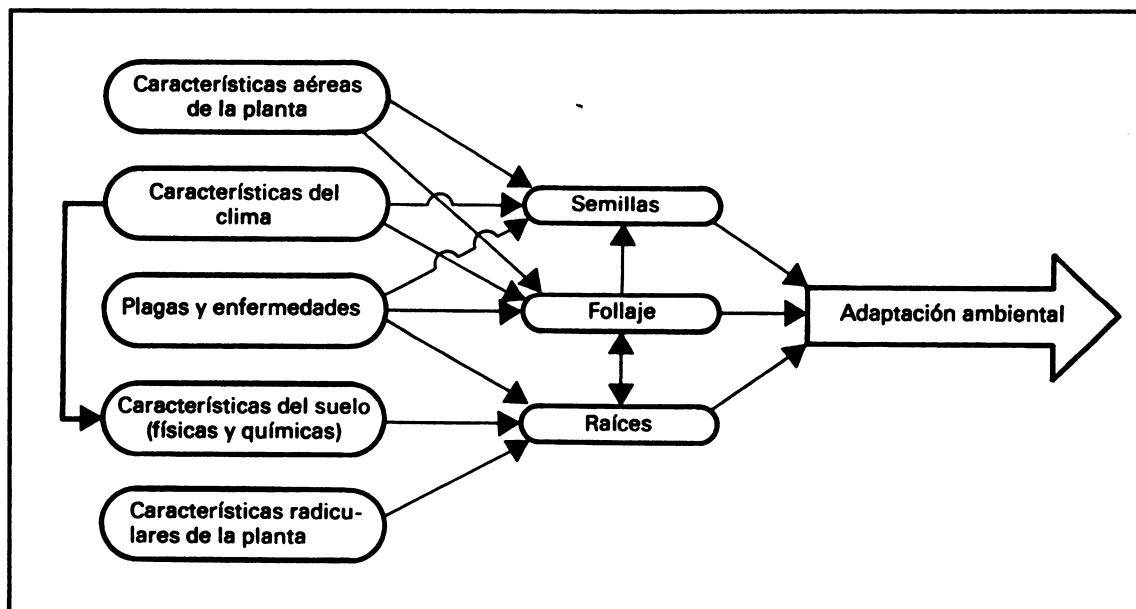 Características aéreas
de la planta
Características del
clima
Plagas y enfermedades
Características del suelo
(físicas y químicas)
Características radicu-
lares de la planta
Semillas
Follaje
Raíces
Adaptación ambiental